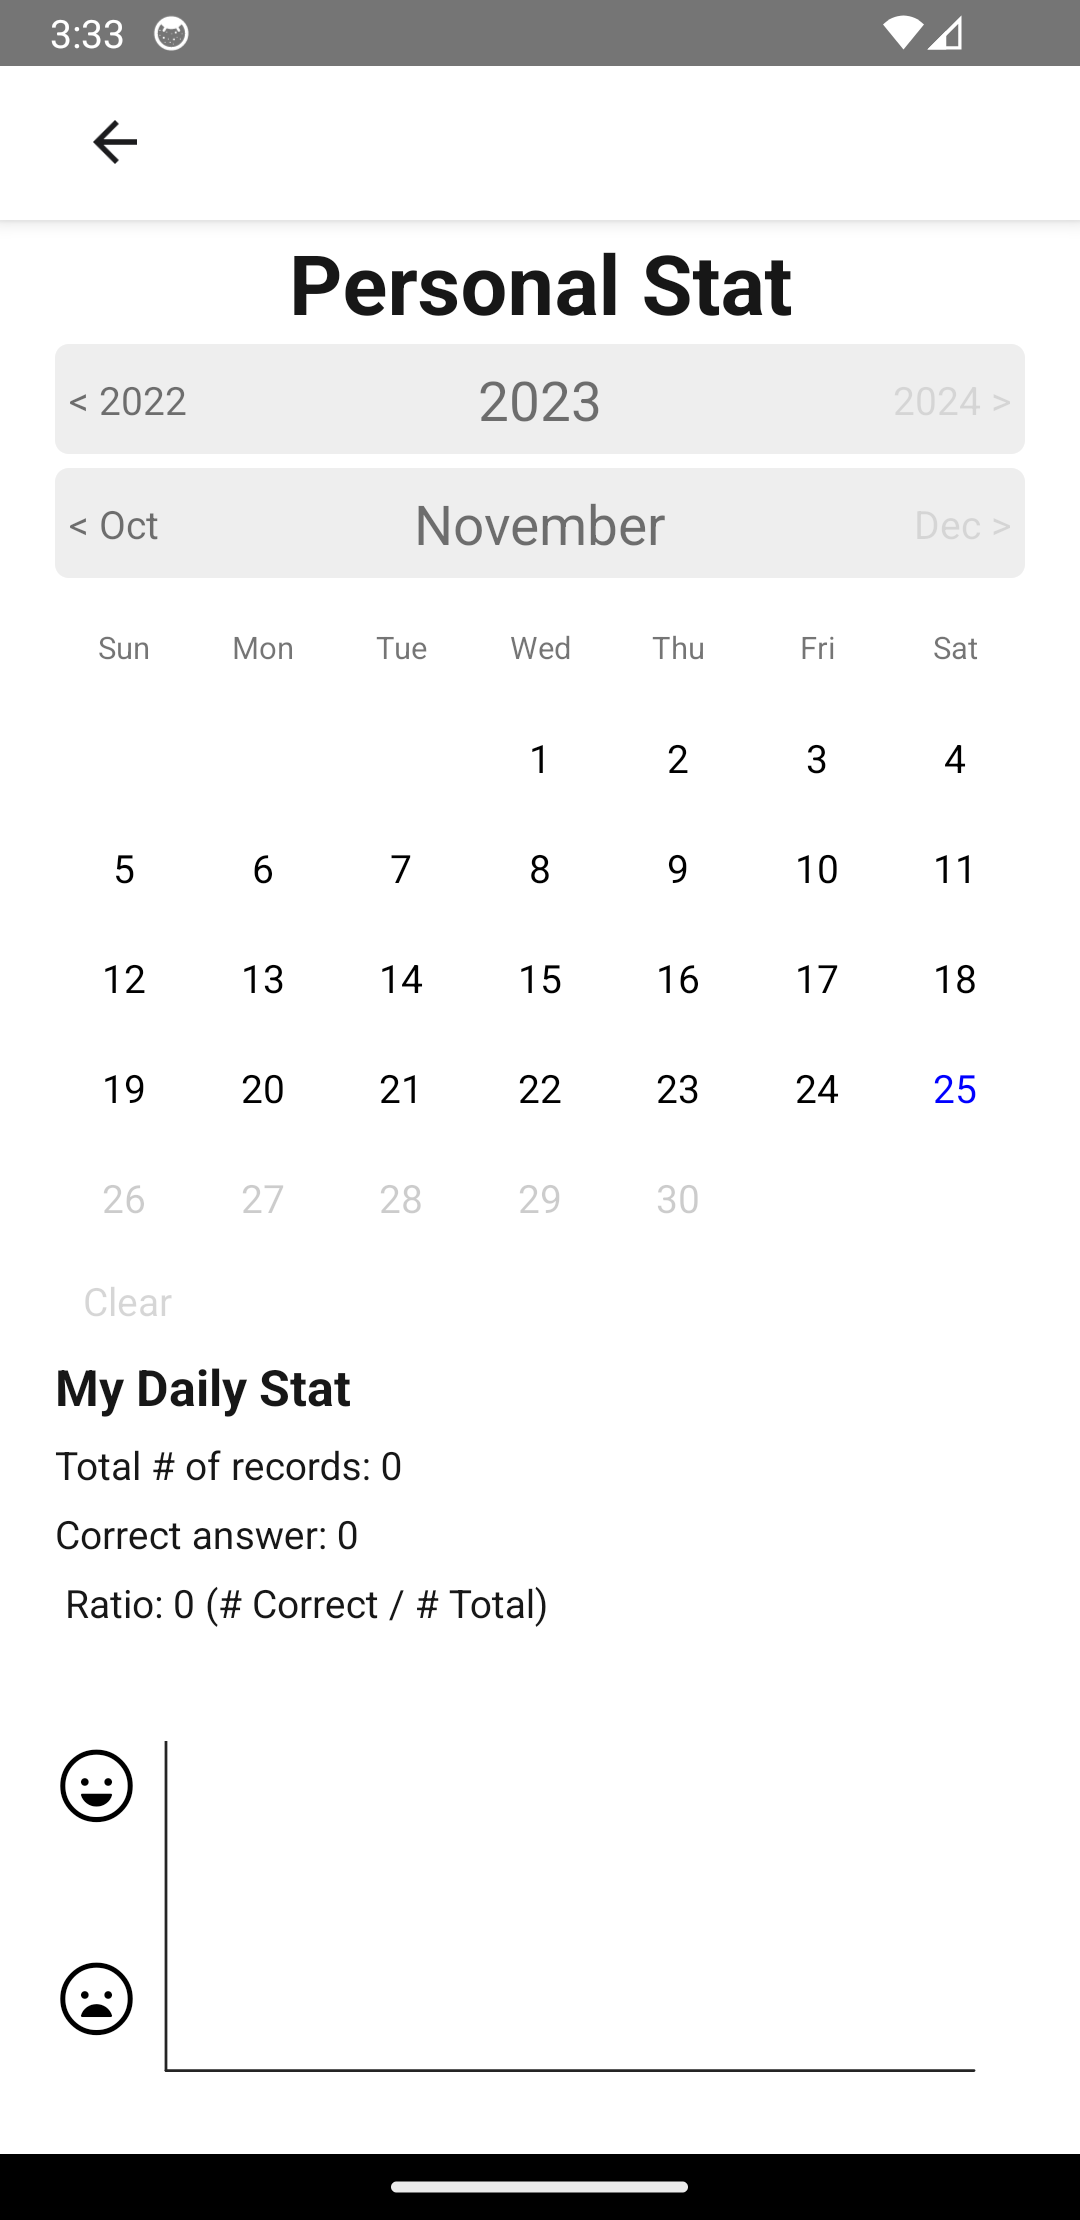 3:33
Personal Stat
< 2022 2023 2024 >
< Oct November Dec >
Sun Mon Tue Wed Thu Fri Sat
1 2 3 4
5 6 7 8 9 10 11
12 13 14 15 16 17 18
19 20 21 22 23 24 25
26 27 28 29 30
Clear
My Daily Stat
Total # of records: 0
Correct answer: 0
Ratio: 0 (# Correct / # Total)